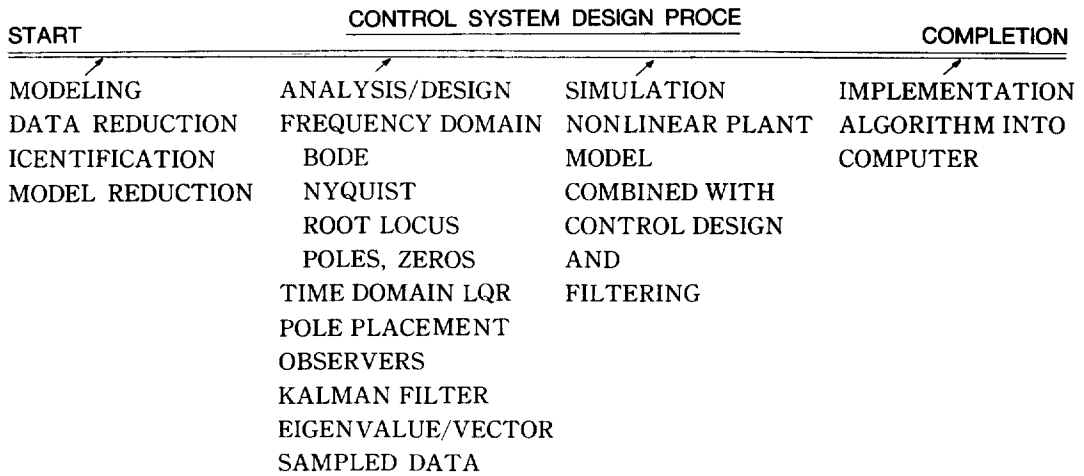 CONTROL SYSTEM DESIGN PROCE
START
COMPLETION
MODELING
DATA REDUCTION
ICENTIFICATION
MODEL REDUCTION
ANALYSIS/DESIGN
FREQUENCY DOMAIN
BODE
NYQUIST
ROOT LOCUS
POLES, ZEROS
TIME DOMAIN LQR
POLE PLACEMENT
OBSERVERS
KALMAN FILTER
EIGENVALUE/VECTOR
SAMPLED DATA
SIMULATION
NONLINEAR PLANT
MODEL
COMBINED WITH
CONTROL DESIGN
AND
FILTERING
IMPLEMENTATION
ALGORITHM INTO
COMPUTER